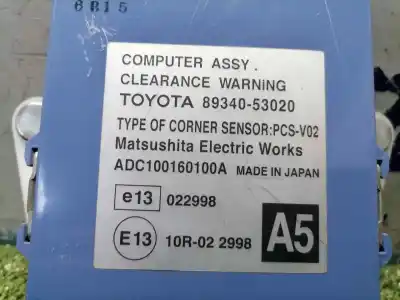 6R15
COMPUTER ASSY.
CLEARANCE WARNING
TOYOTA 89340-53020
TYPE OF CORNER SENSOR:PCS-V02
Matsushita Electric Works
ADC100160100A MADE IN JAPAN
e13 022998
E13 10R-02 2998 A5